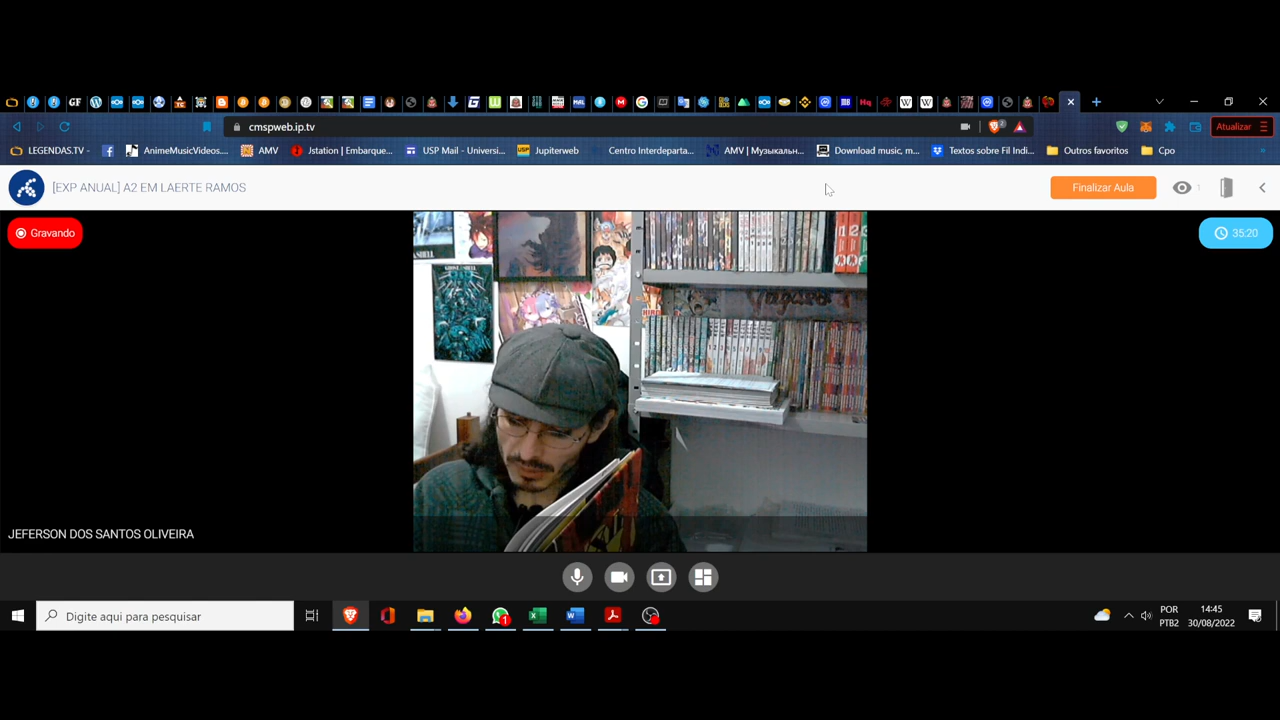 cmspweb.ip.tv
Atualizar
LEGENDAS.TV
AnimeMusicVideos...
AMV
Jstation | Embarque...
USP Mail - Universi...
Jupiterweb
Centro Interdeparta...
AMV | Музыкальн...
Download music, m...
Textos sobre Fil Indi...
Outros favoritos
Cpo
[EXP ANUAL] A2 EM LAERTE RAMOS
Finalizar Aula
1
Gravando
35:20
JEFERSON DOS SANTOS OLIVEIRA
Digite aqui para pesquisar
POR
PTB2
14:45
30/08/2022